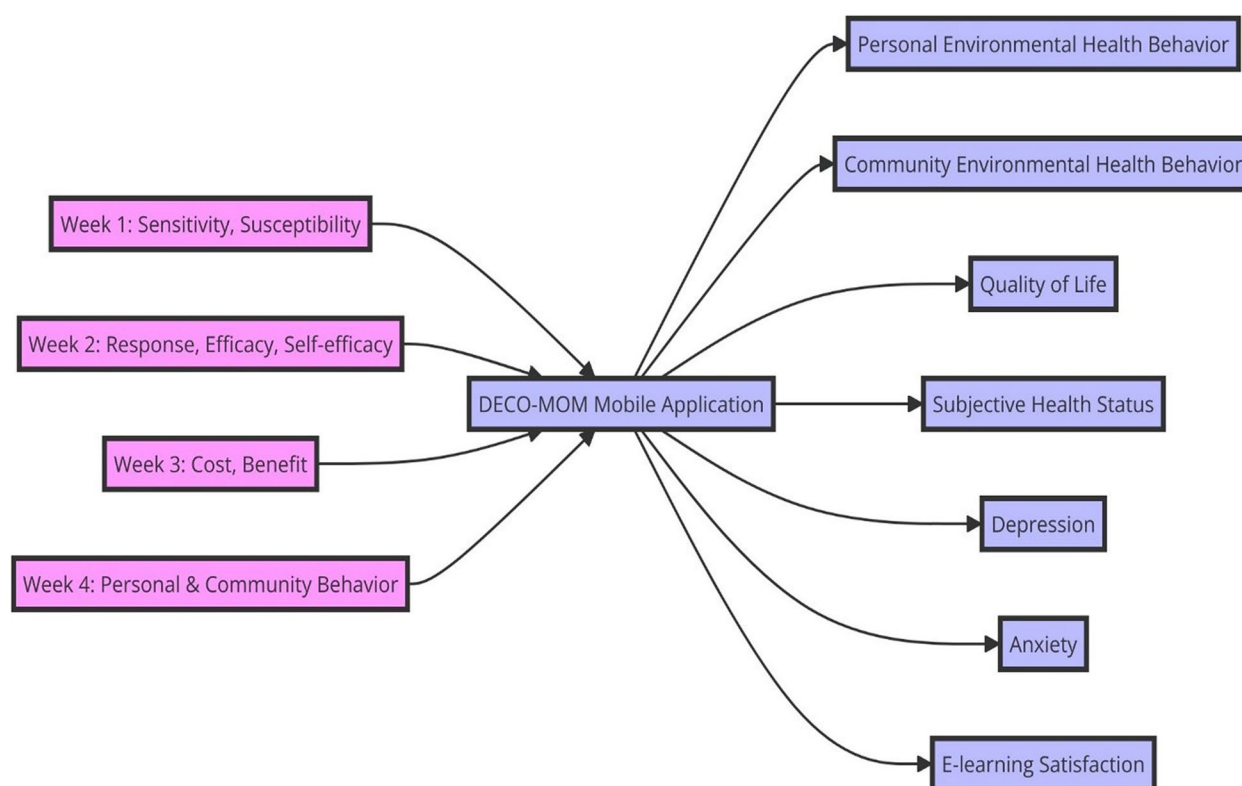 Week 1: Sensitivity, Susceptibility
Week 2: Response, Efficacy, Self-efficacy
Week 3: Cost, Benefit
Week 4: Personal & Community Behavior
DECO-MOM Mobile Application
Personal Environmental Health Behavior
Community Environmental Health Behavior
Quality of Life
Subjective Health Status
Depression
Anxiety
E-learning Satisfaction